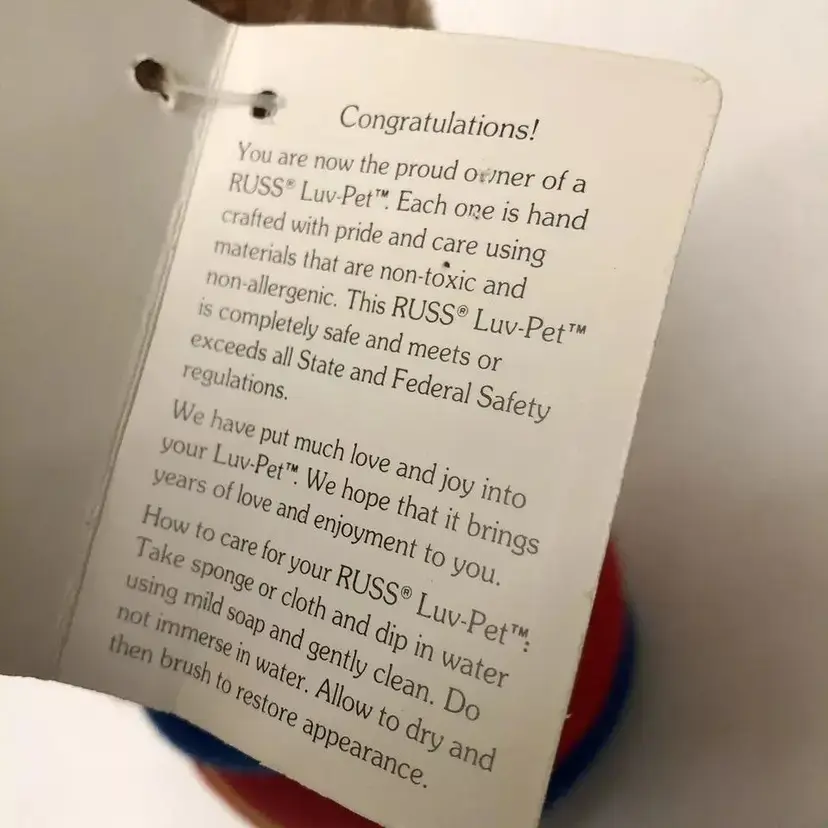 Congratulations!
You are now the proud owner of a
RUSS® Luv-Pet™. Each one is hand
crafted with pride and care using
materials that are non-toxic and
non-allergenic. This RUSS® Luv-Pet™
is completely safe and meets or
exceeds all State and Federal Safety
regulations.
We have put much love and joy into
your Luv-Pet™. We hope that it brings
years of love and enjoyment to you.
How to care for your RUSS® Luv-Pet™:
Take sponge or cloth and dip in water
using mild soap and gently clean. Do
not immerse in water. Allow to dry and
then brush to restore appearance.